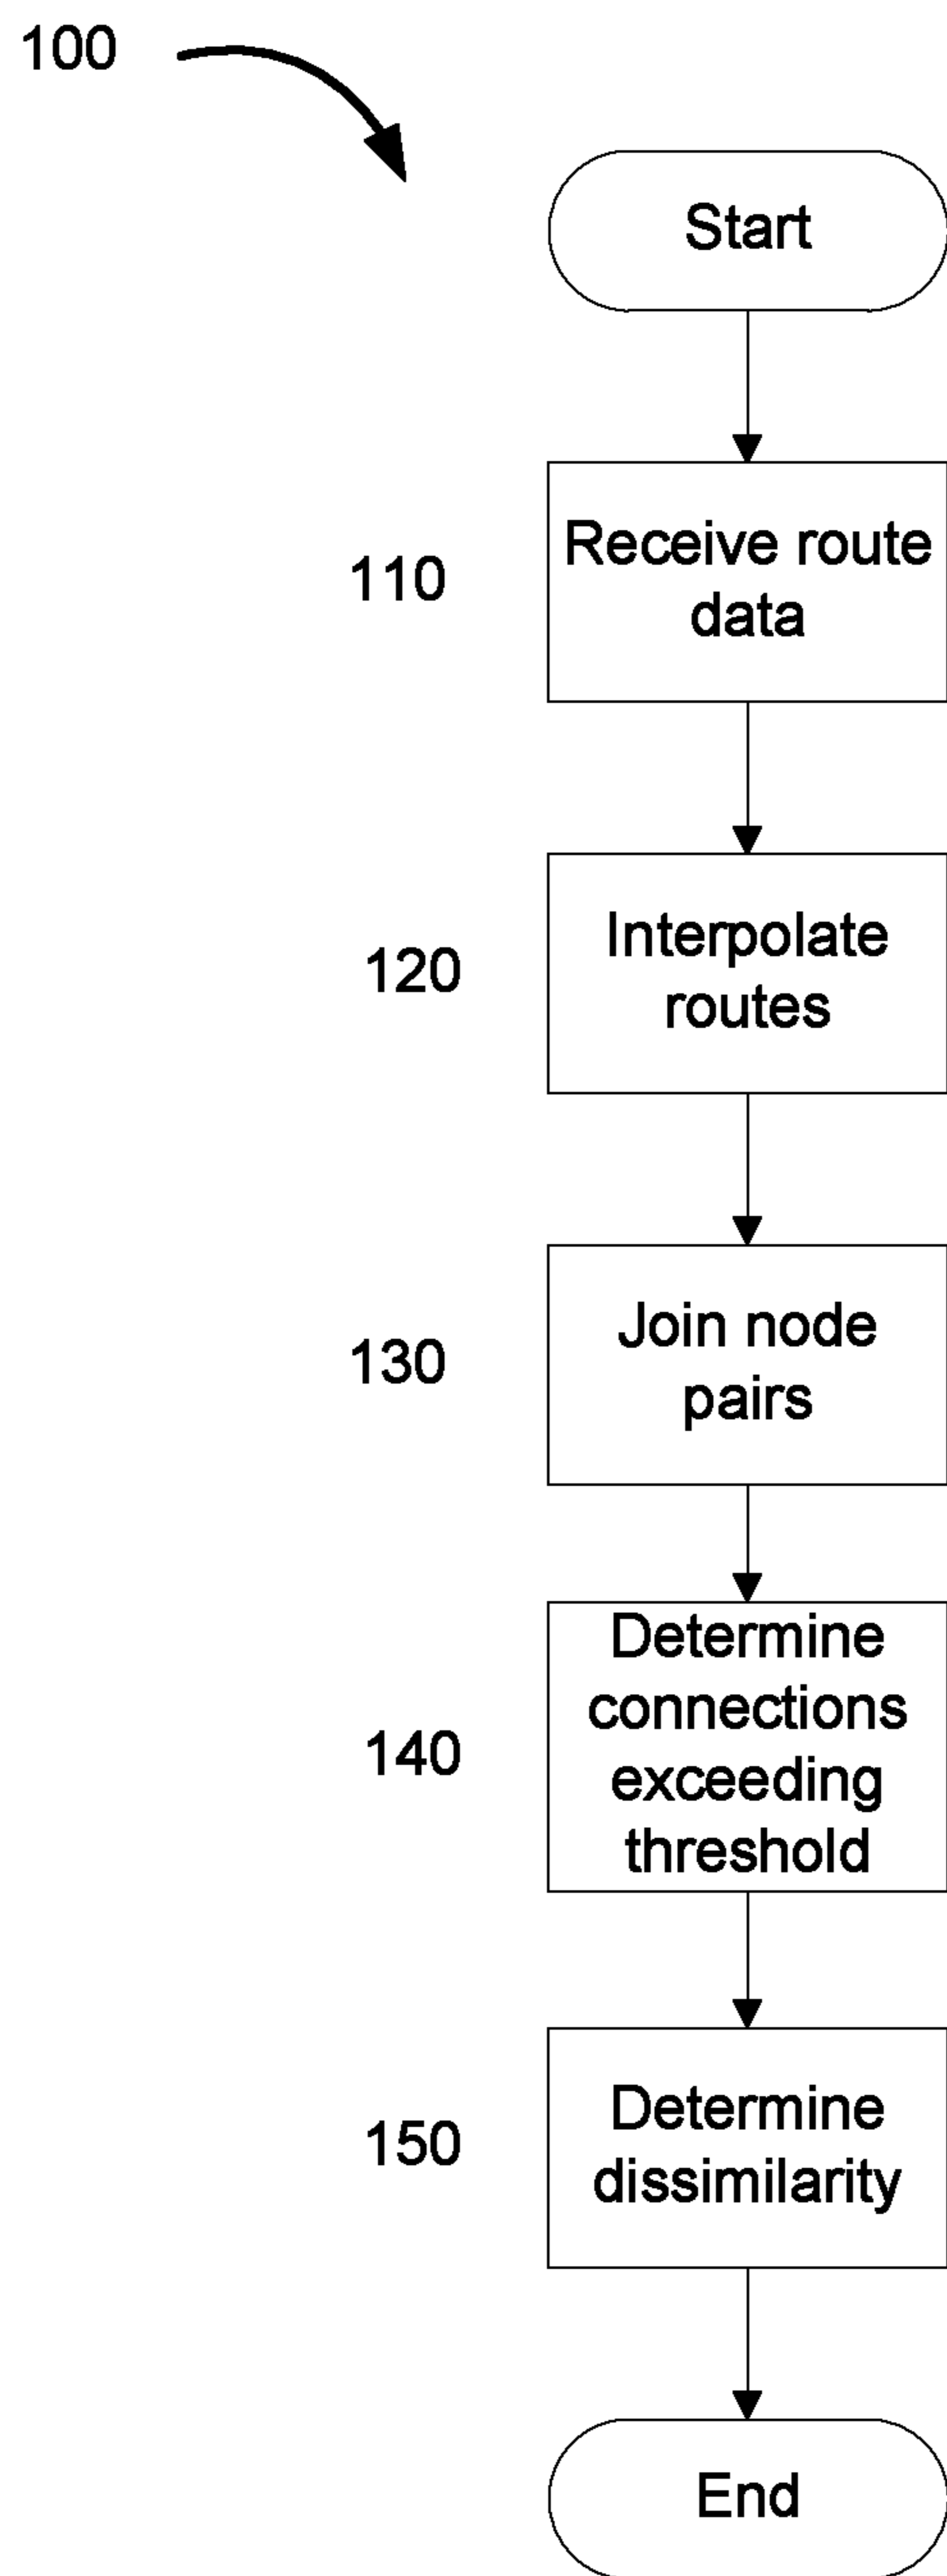 100
Start
110
Receive route
data
120
Interpolate
routes
130
Join node
pairs
140
Determine
connections
exceeding
threshold
150
Determine
dissimilarity
End